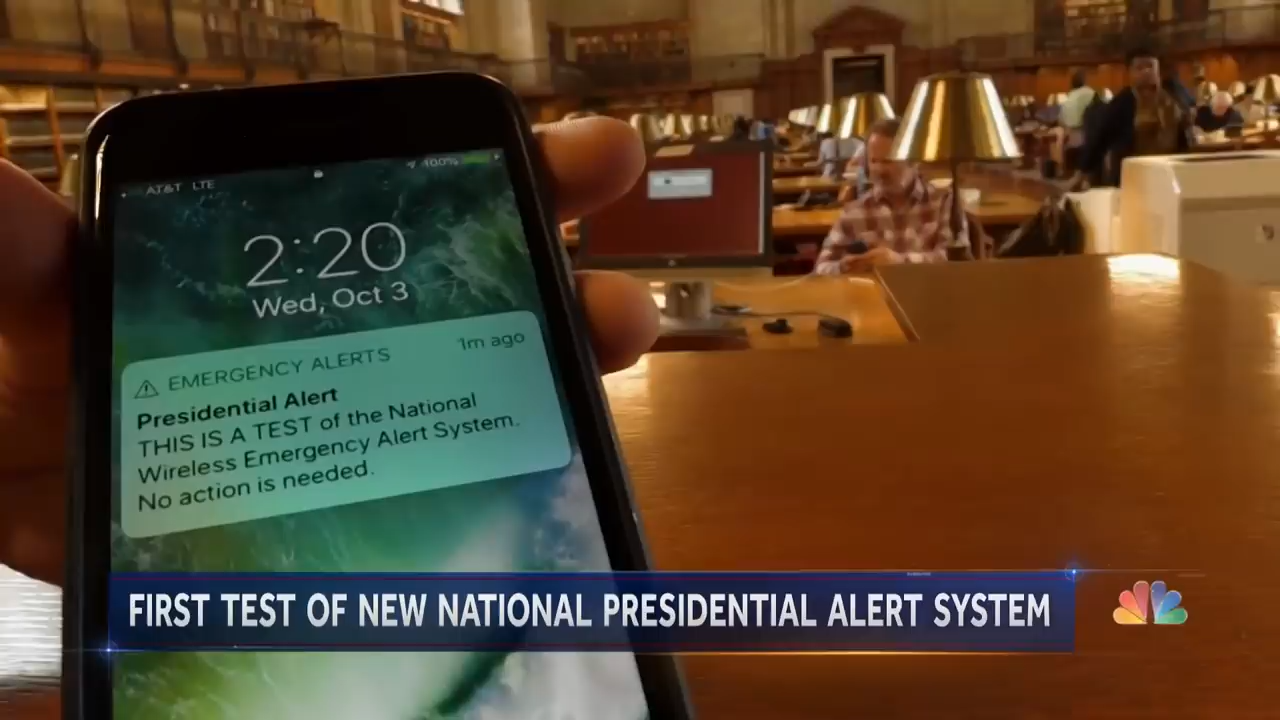 AT&T LTE
100%
2:20
Wed, Oct 3
EMERGENCY ALERTS
1m ago
Presidential Alert
THIS IS A TEST of the National
Wireless Emergency Alert System.
No action is needed.
FIRST TEST OF NEW NATIONAL PRESIDENTIAL ALERT SYSTEM